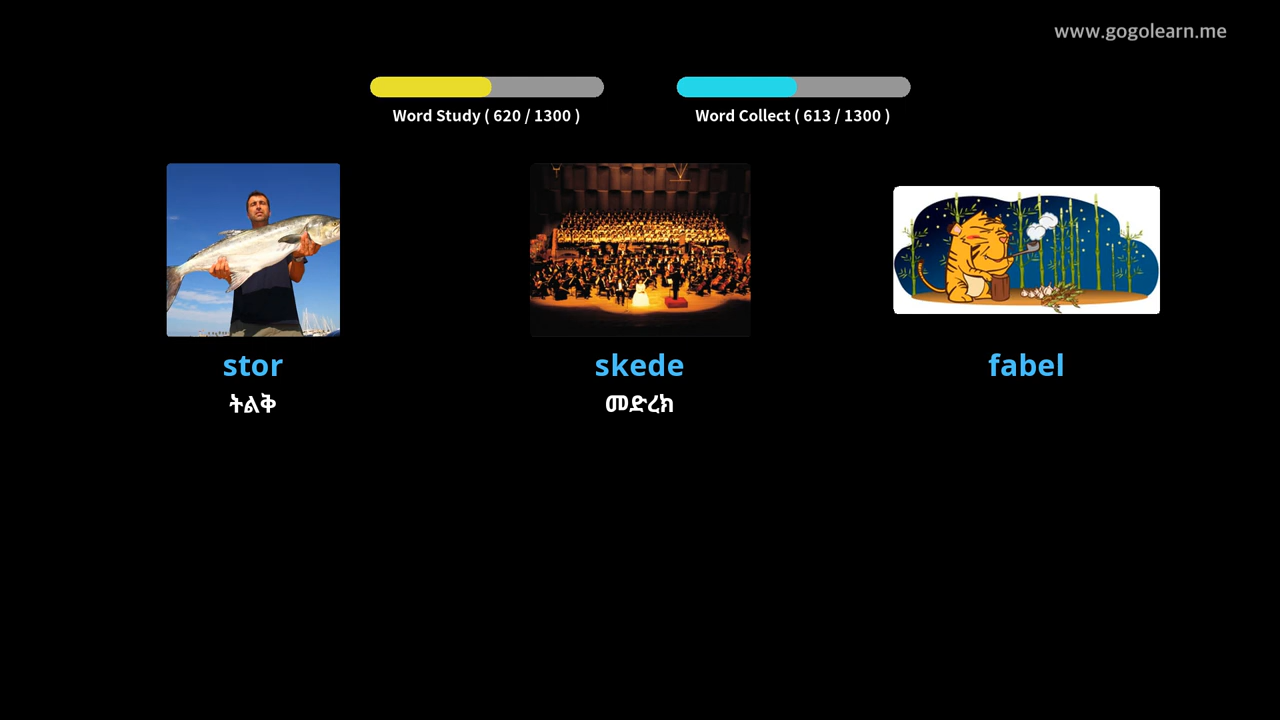 www.gogolearn.me
Word Study ( 620 / 1300 )
Word Collect ( 613 / 1300 )
stor
ትልቅ
skede
መድረክ
fabel